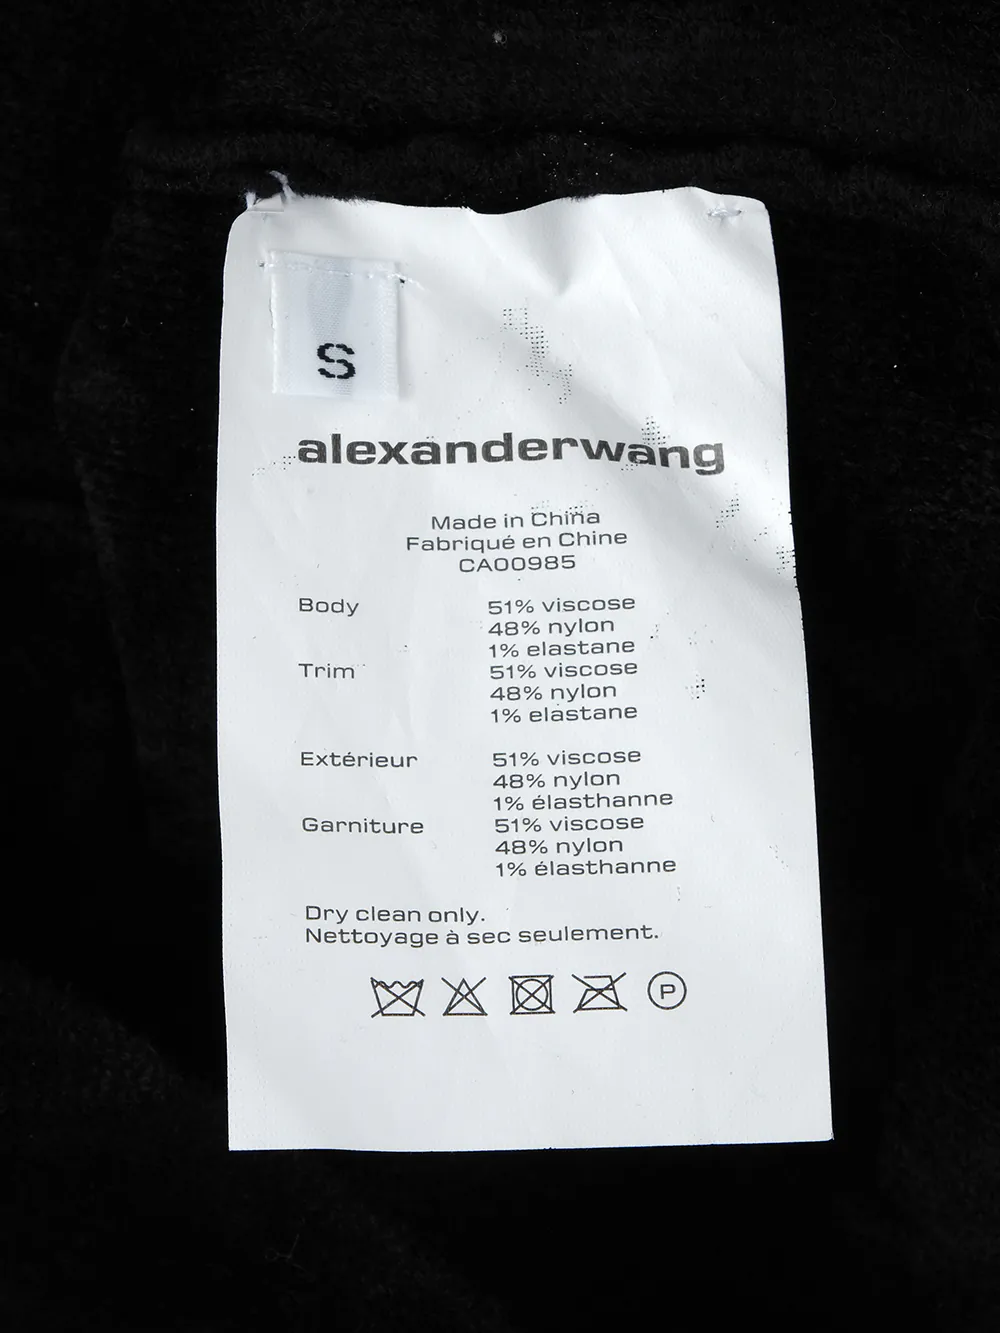 S
alexanderwang
Made in China
Fabriqué en Chine
CA00985
Body 51% viscose
48% nylon
1% elastane
Trim 51% viscose
48% nylon
1% elastane
Extérieur 51% viscose
48% nylon
1% élasthanne
Garniture 51% viscose
48% nylon
1% élasthanne
Dry clean only.
Nettoyage à sec seulement.
P